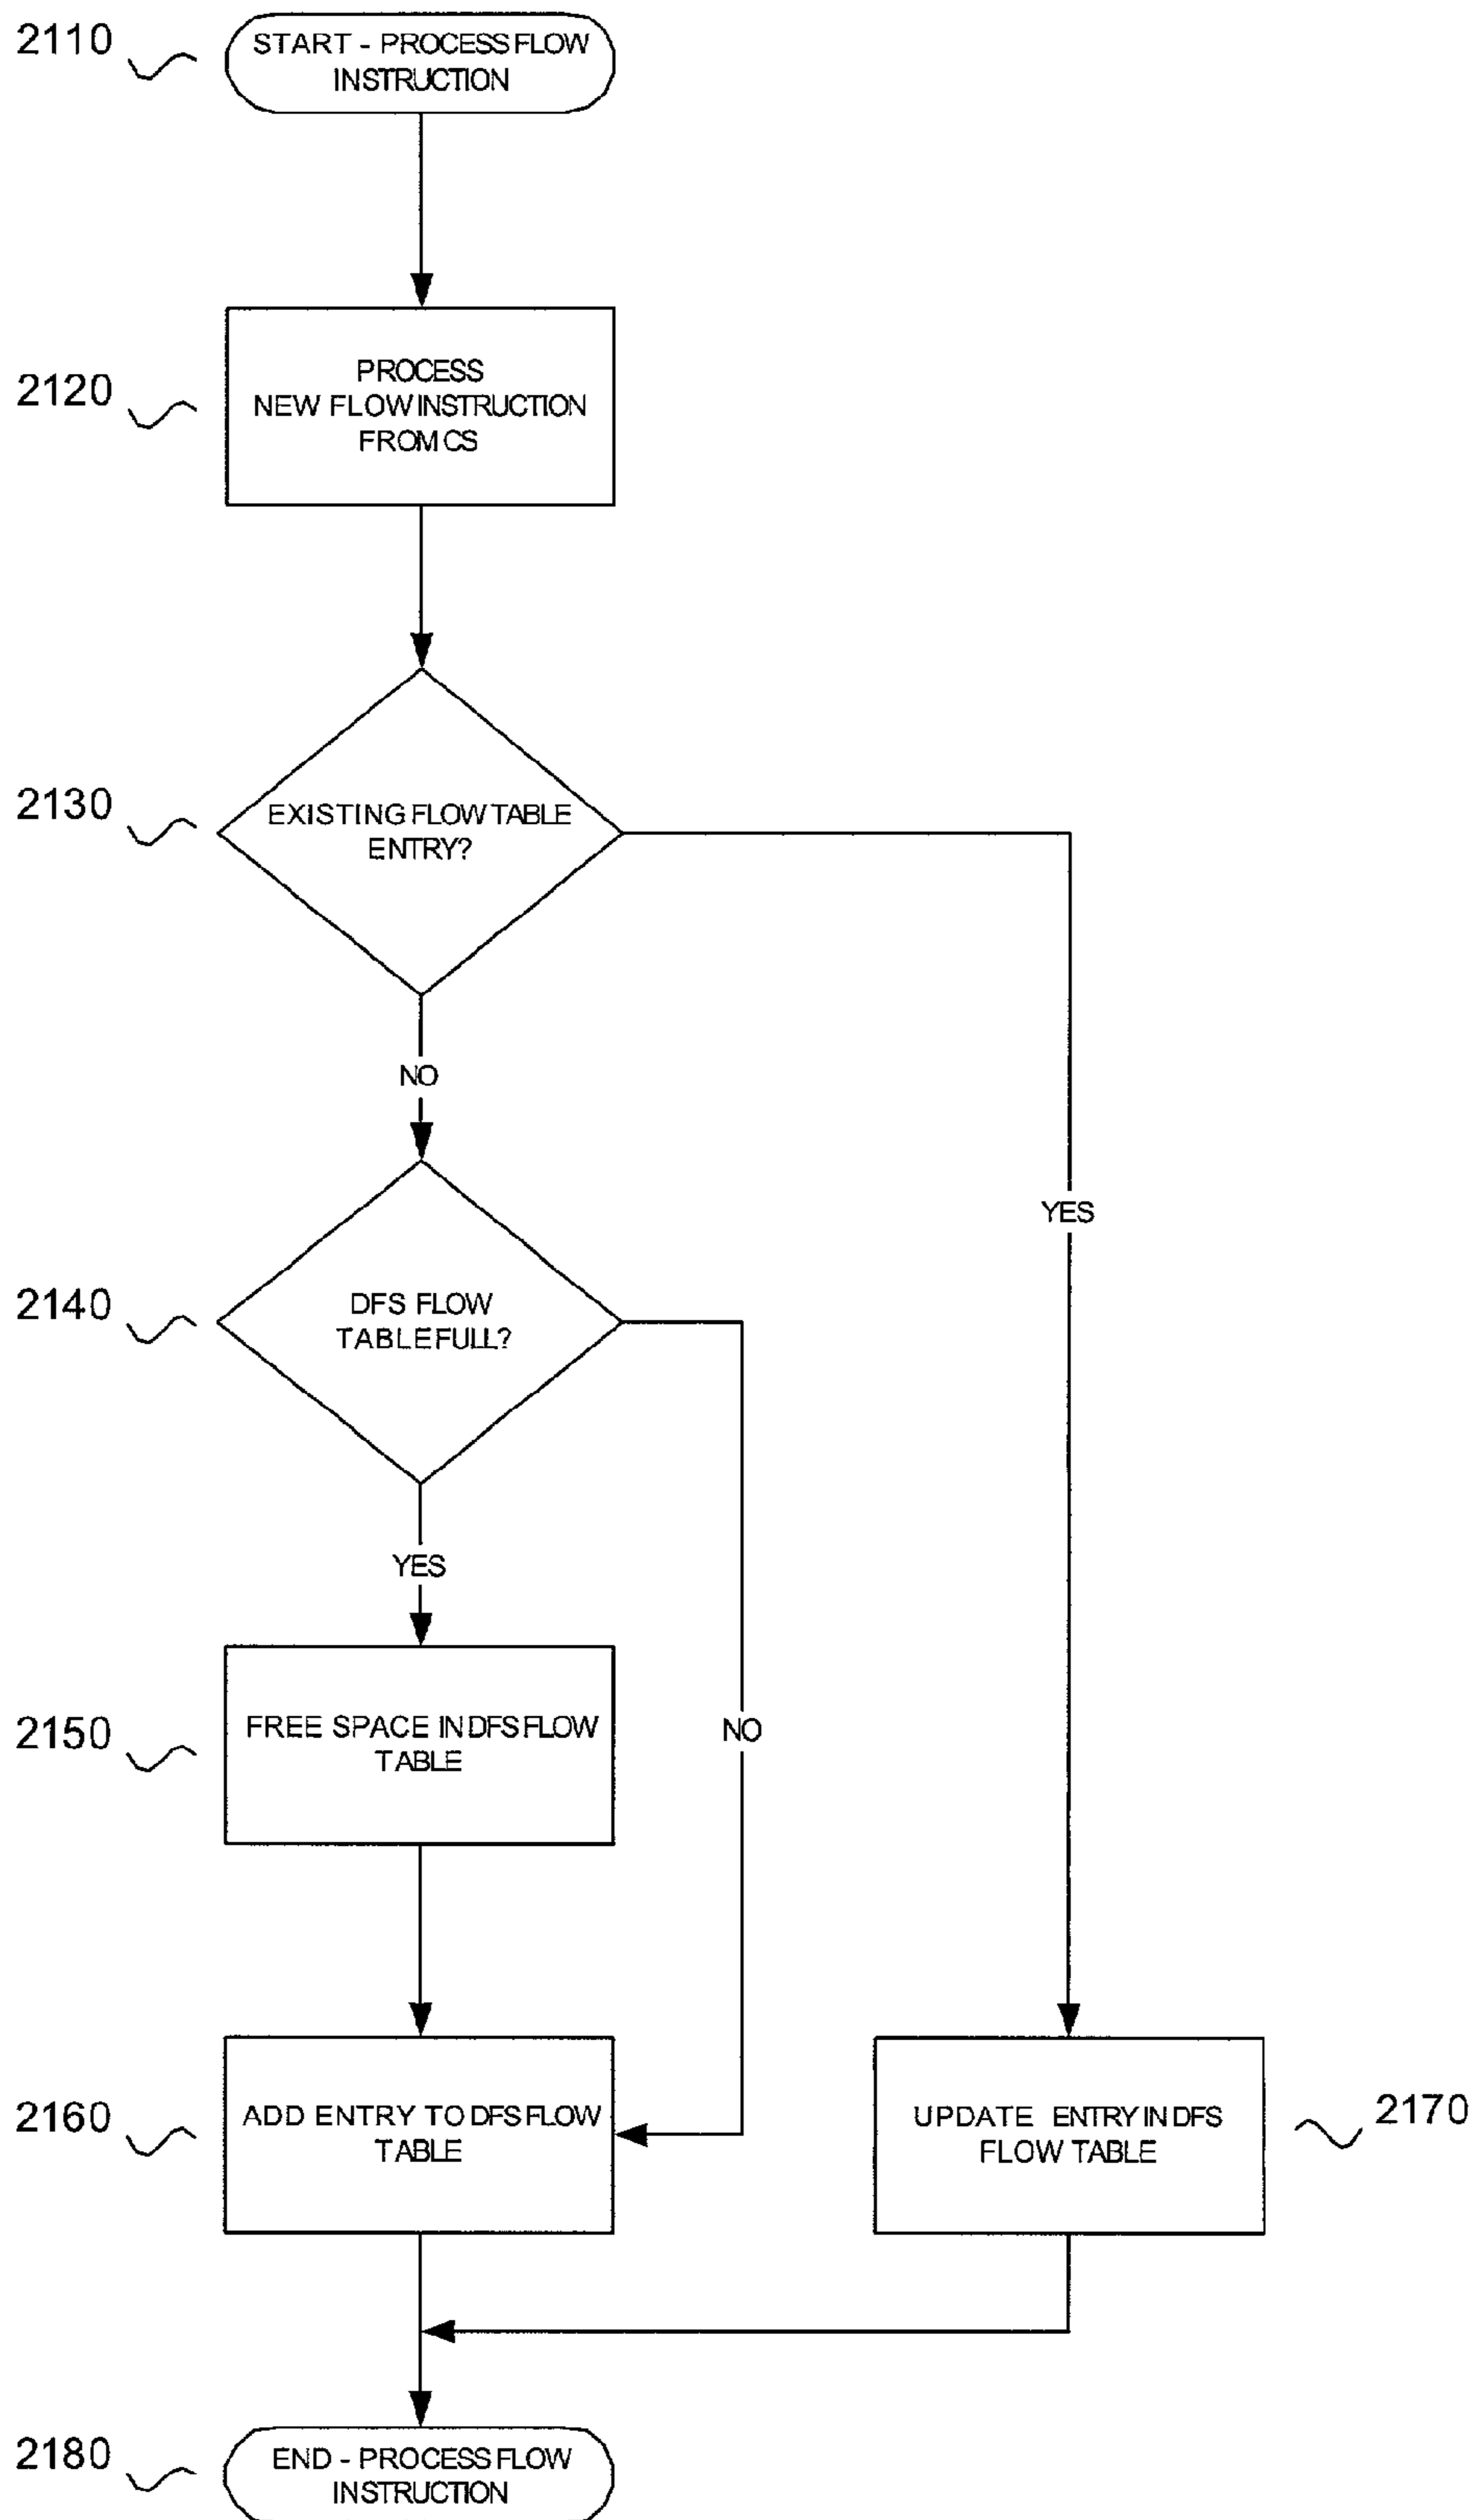 2110
START - PROCESS FLOW
INSTRUCTION
2120
PROCESS
NEW FLOW INSTRUCTION
FROM CS
2130
EXISTING FLOW TABLE
ENTRY?
NO
YES
2140
DFS FLOW
TABLE FULL?
YES
2150
FREE SPACE IN DFS FLOW
TABLE
NO
2160
ADD ENTRY TO DFS FLOW
TABLE
UPDATE ENTRY IN DFS
FLOW TABLE
2170
2180
END - PROCESS FLOW
INSTRUCTION